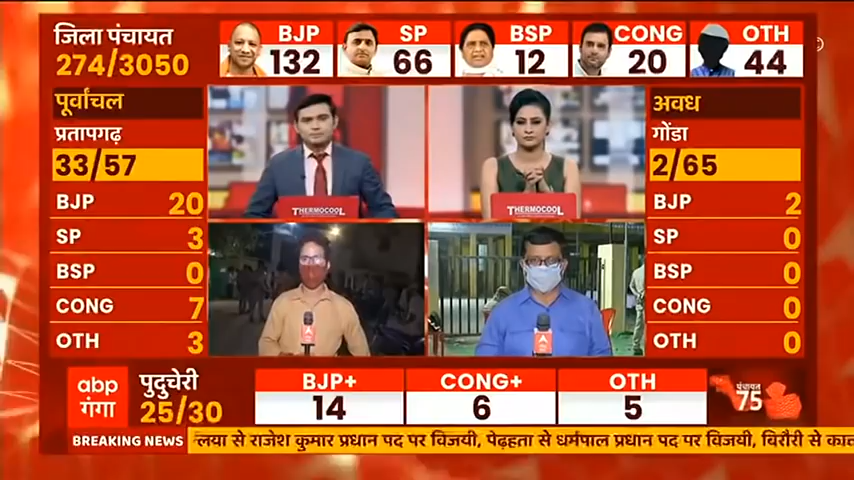 जिला पंचायत
274/3050
BJP
132
SP
66
BSP
12
CONG
20
OTH
44
पूर्वांचल
प्रतापगढ़
33/57
BJP 20
SP 3
BSP 0
CONG 7
OTH 3
THERMOCOOL
THERMOCOOL
अवध
गोंडा
2/65
BJP 2
SP 0
BSP 0
CONG 0
OTH 0
abp
गंगा
पुदुचेरी
25/30
BJP+
14
CONG+
6
OTH
5
पंचायत
75
BREAKING NEWS
लया से राजेश कुमार प्रधान पद पर विजयी, पेढ़हता से धर्मपाल प्रधान पद पर विजयी, विरौरी से का